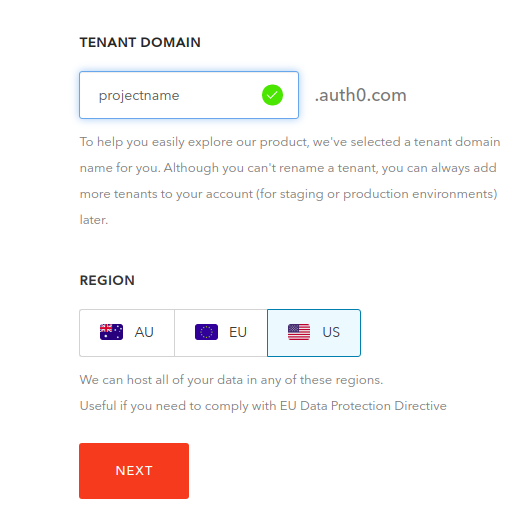 TENANT DOMAIN
projectname .auth0.com
To help you easily explore our product, we've selected a tenant domain
name for you. Although you can't rename a tenant, you can always add
more tenants to your account (for staging or production environments)
later.
REGION
AU EU US
We can host all of your data in any of these regions.
Useful if you need to comply with EU Data Protection Directive
NEXT